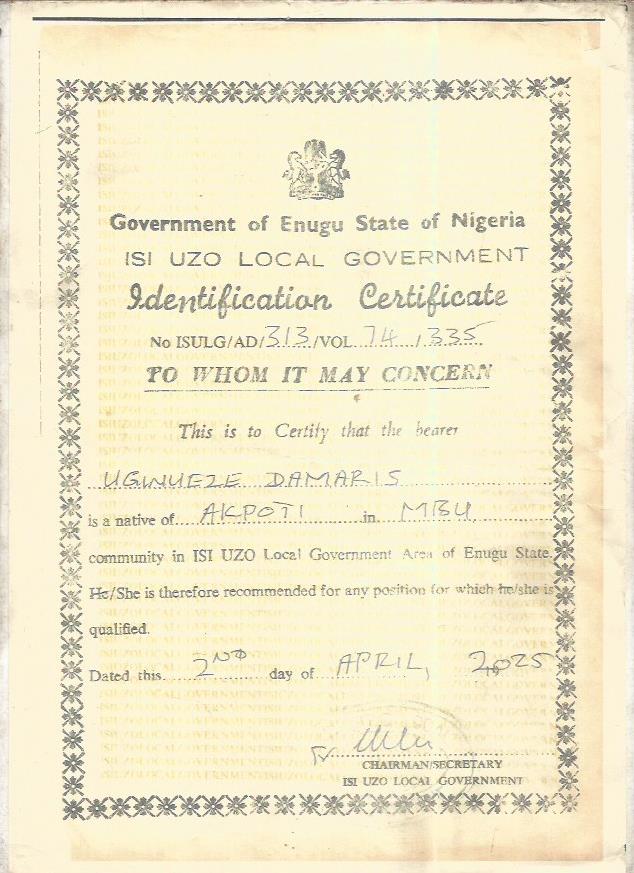 Government of Enugu State of Nigeria
ISI UZO LOCAL GOVERNMENT
Identification Certificate
No ISULG/AD/313/VOL 74 / 335
TO WHOM IT MAY CONCERN
This is to Certify that the bearer
UGWUEZE DAMARIS
is a native of AKPOTI in MBU
community in ISI UZO Local Government Area of Enugu State.
He/She is therefore recommended for any position for which he/she is
qualified.
Dated this 2ND day of APRIL, 2025
CHAIRMAN/SECRETARY
ISI UZO LOCAL GOVERNMENT